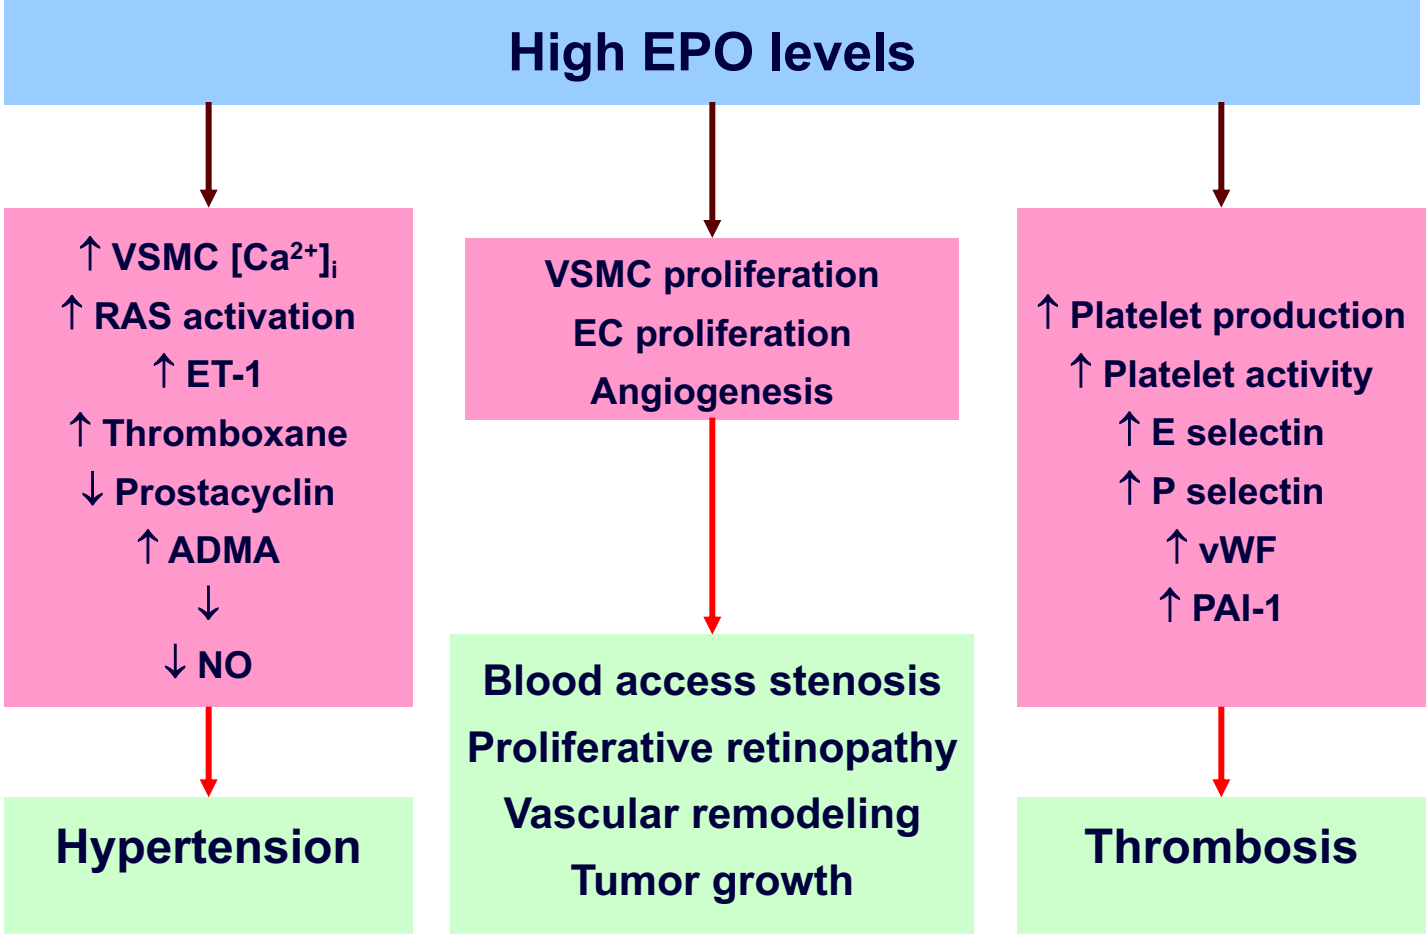 High EPO levels
↑ VSMC [Ca²⁺]ᵢ
↑ RAS activation
↑ ET-1
↑ Thromboxane
↓ Prostacyclin
↑ ADMA
↓
↓ NO
Hypertension
VSMC proliferation
EC proliferation
Angiogenesis
Blood access stenosis
Proliferative retinopathy
Vascular remodeling
Tumor growth
↑ Platelet production
↑ Platelet activity
↑ E selectin
↑ P selectin
↑ vWF
↑ PAI-1
Thrombosis